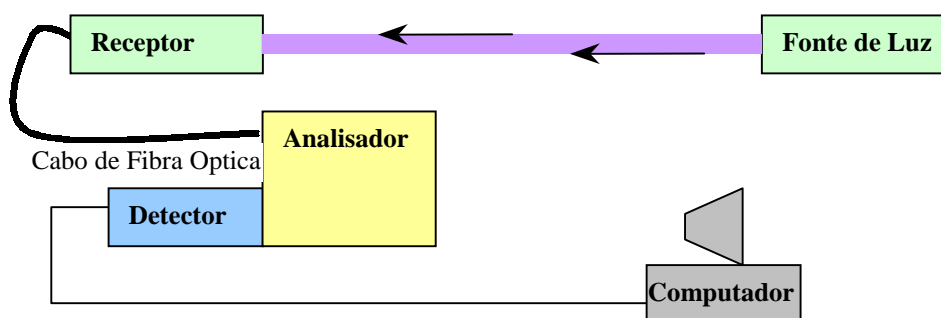 Receptor
Fonte de Luz
Analisador
Cabo de Fibra Optica
Detector
Computador